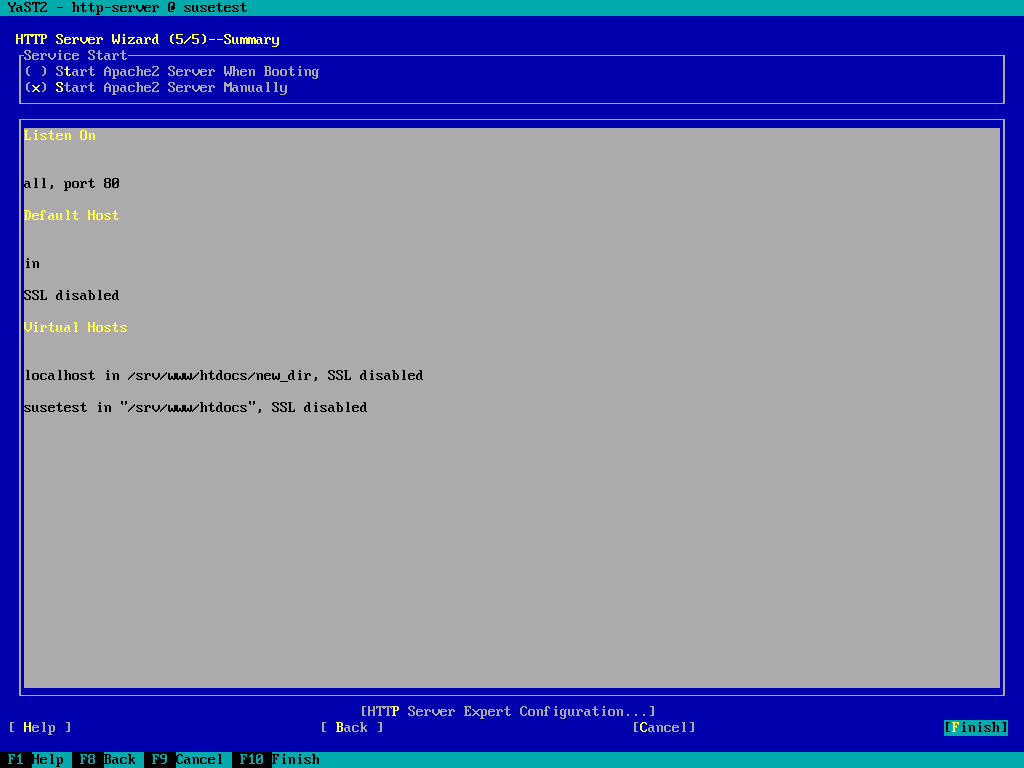 YaST2 - http-server @ susetest
HTTP Server Wizard (5/5)--Summary
Service Start
( ) Start Apache2 Server When Booting
(x) Start Apache2 Server Manually
Listen On
all, port 80
Default Host
in
SSL disabled
Virtual Hosts
localhost in /srv/www/htdocs/new_dir, SSL disabled
susetest in "/srv/www/htdocs", SSL disabled
[HTTP Server Expert Configuration...]
[ Help ] [ Back ] [Cancel] [Finish]
F1 Help F8 Back F9 Cancel F10 Finish